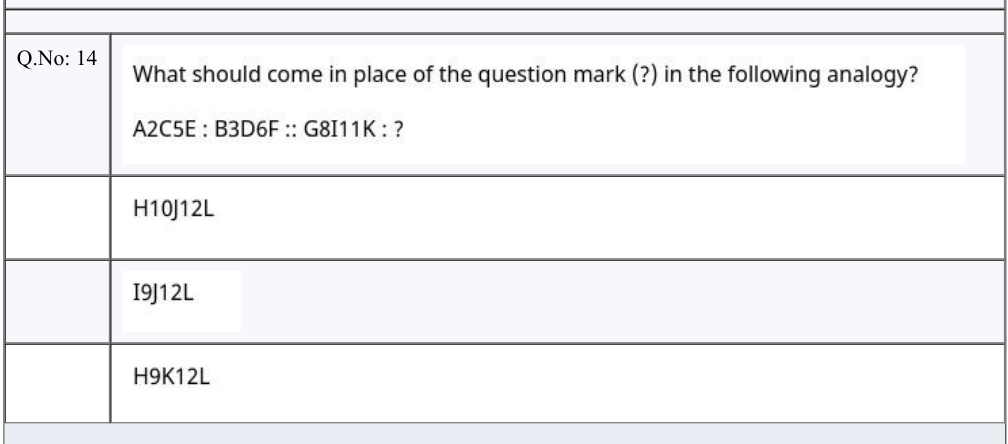 Q.No: 14
What should come in place of the question mark (?) in the following analogy?
A2C5E : B3D6F :: G8I11K : ?
H10J12L
I9J12L
H9K12L